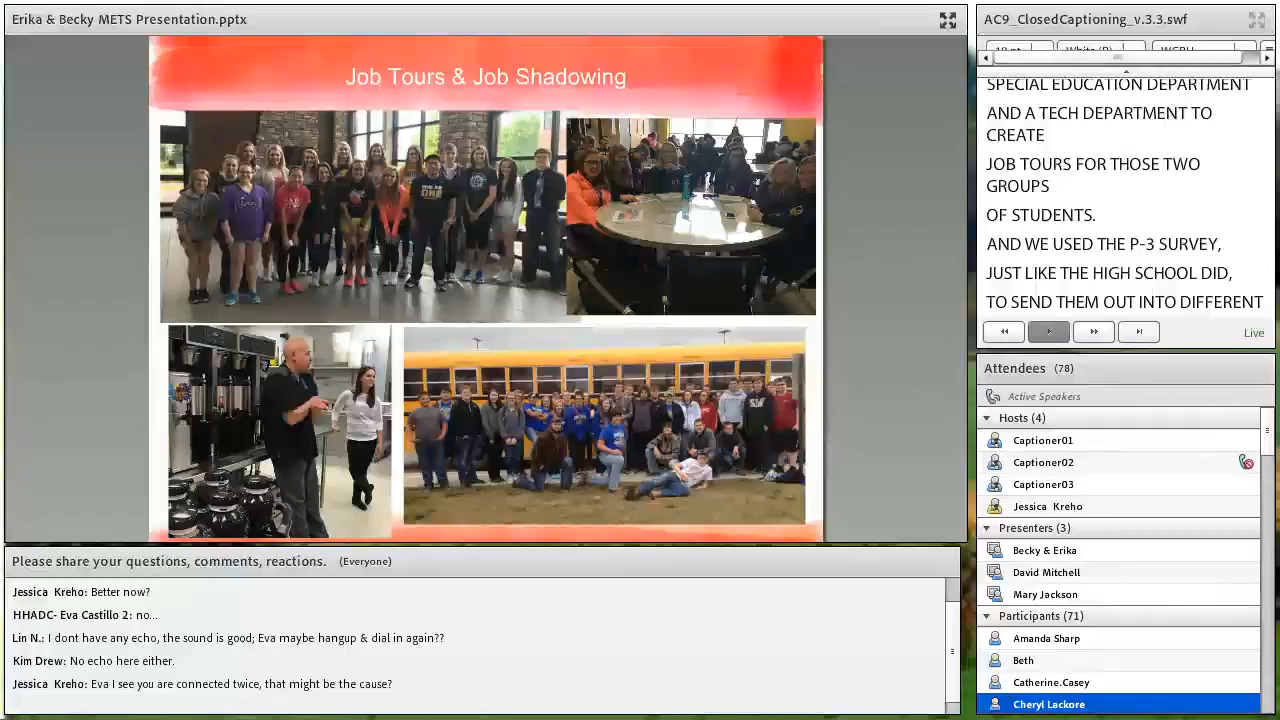 Erika & Becky METS Presentation.pptx
Job Tours & Job Shadowing
AC9_ClosedCaptioning_v.3.3.swf
SPECIAL EDUCATION DEPARTMENT
AND A TECH DEPARTMENT TO
CREATE
JOB TOURS FOR THOSE TWO
GROUPS
OF STUDENTS.
AND WE USED THE P-3 SURVEY,
JUST LIKE THE HIGH SCHOOL DID,
TO SEND THEM OUT INTO DIFFERENT
Live
Attendees (78)
Active Speakers
Hosts (4)
Captioner01
Captioner02
Captioner03
Jessica Kreho
Presenters (3)
Becky & Erika
David Mitchell
Mary Jackson
Participants (71)
Amanda Sharp
Beth
Catherine.Casey
Cheryl Lackore
Please share your questions, comments, reactions. (Everyone)
Jessica Kreho: Better now?
HHADC- Eva Castillo 2: no...
Lin N.: I dont have any echo, the sound is good; Eva maybe hangup & dial in again??
Kim Drew: No echo here either.
Jessica Kreho: Eva I see you are connected twice, that might be the cause?